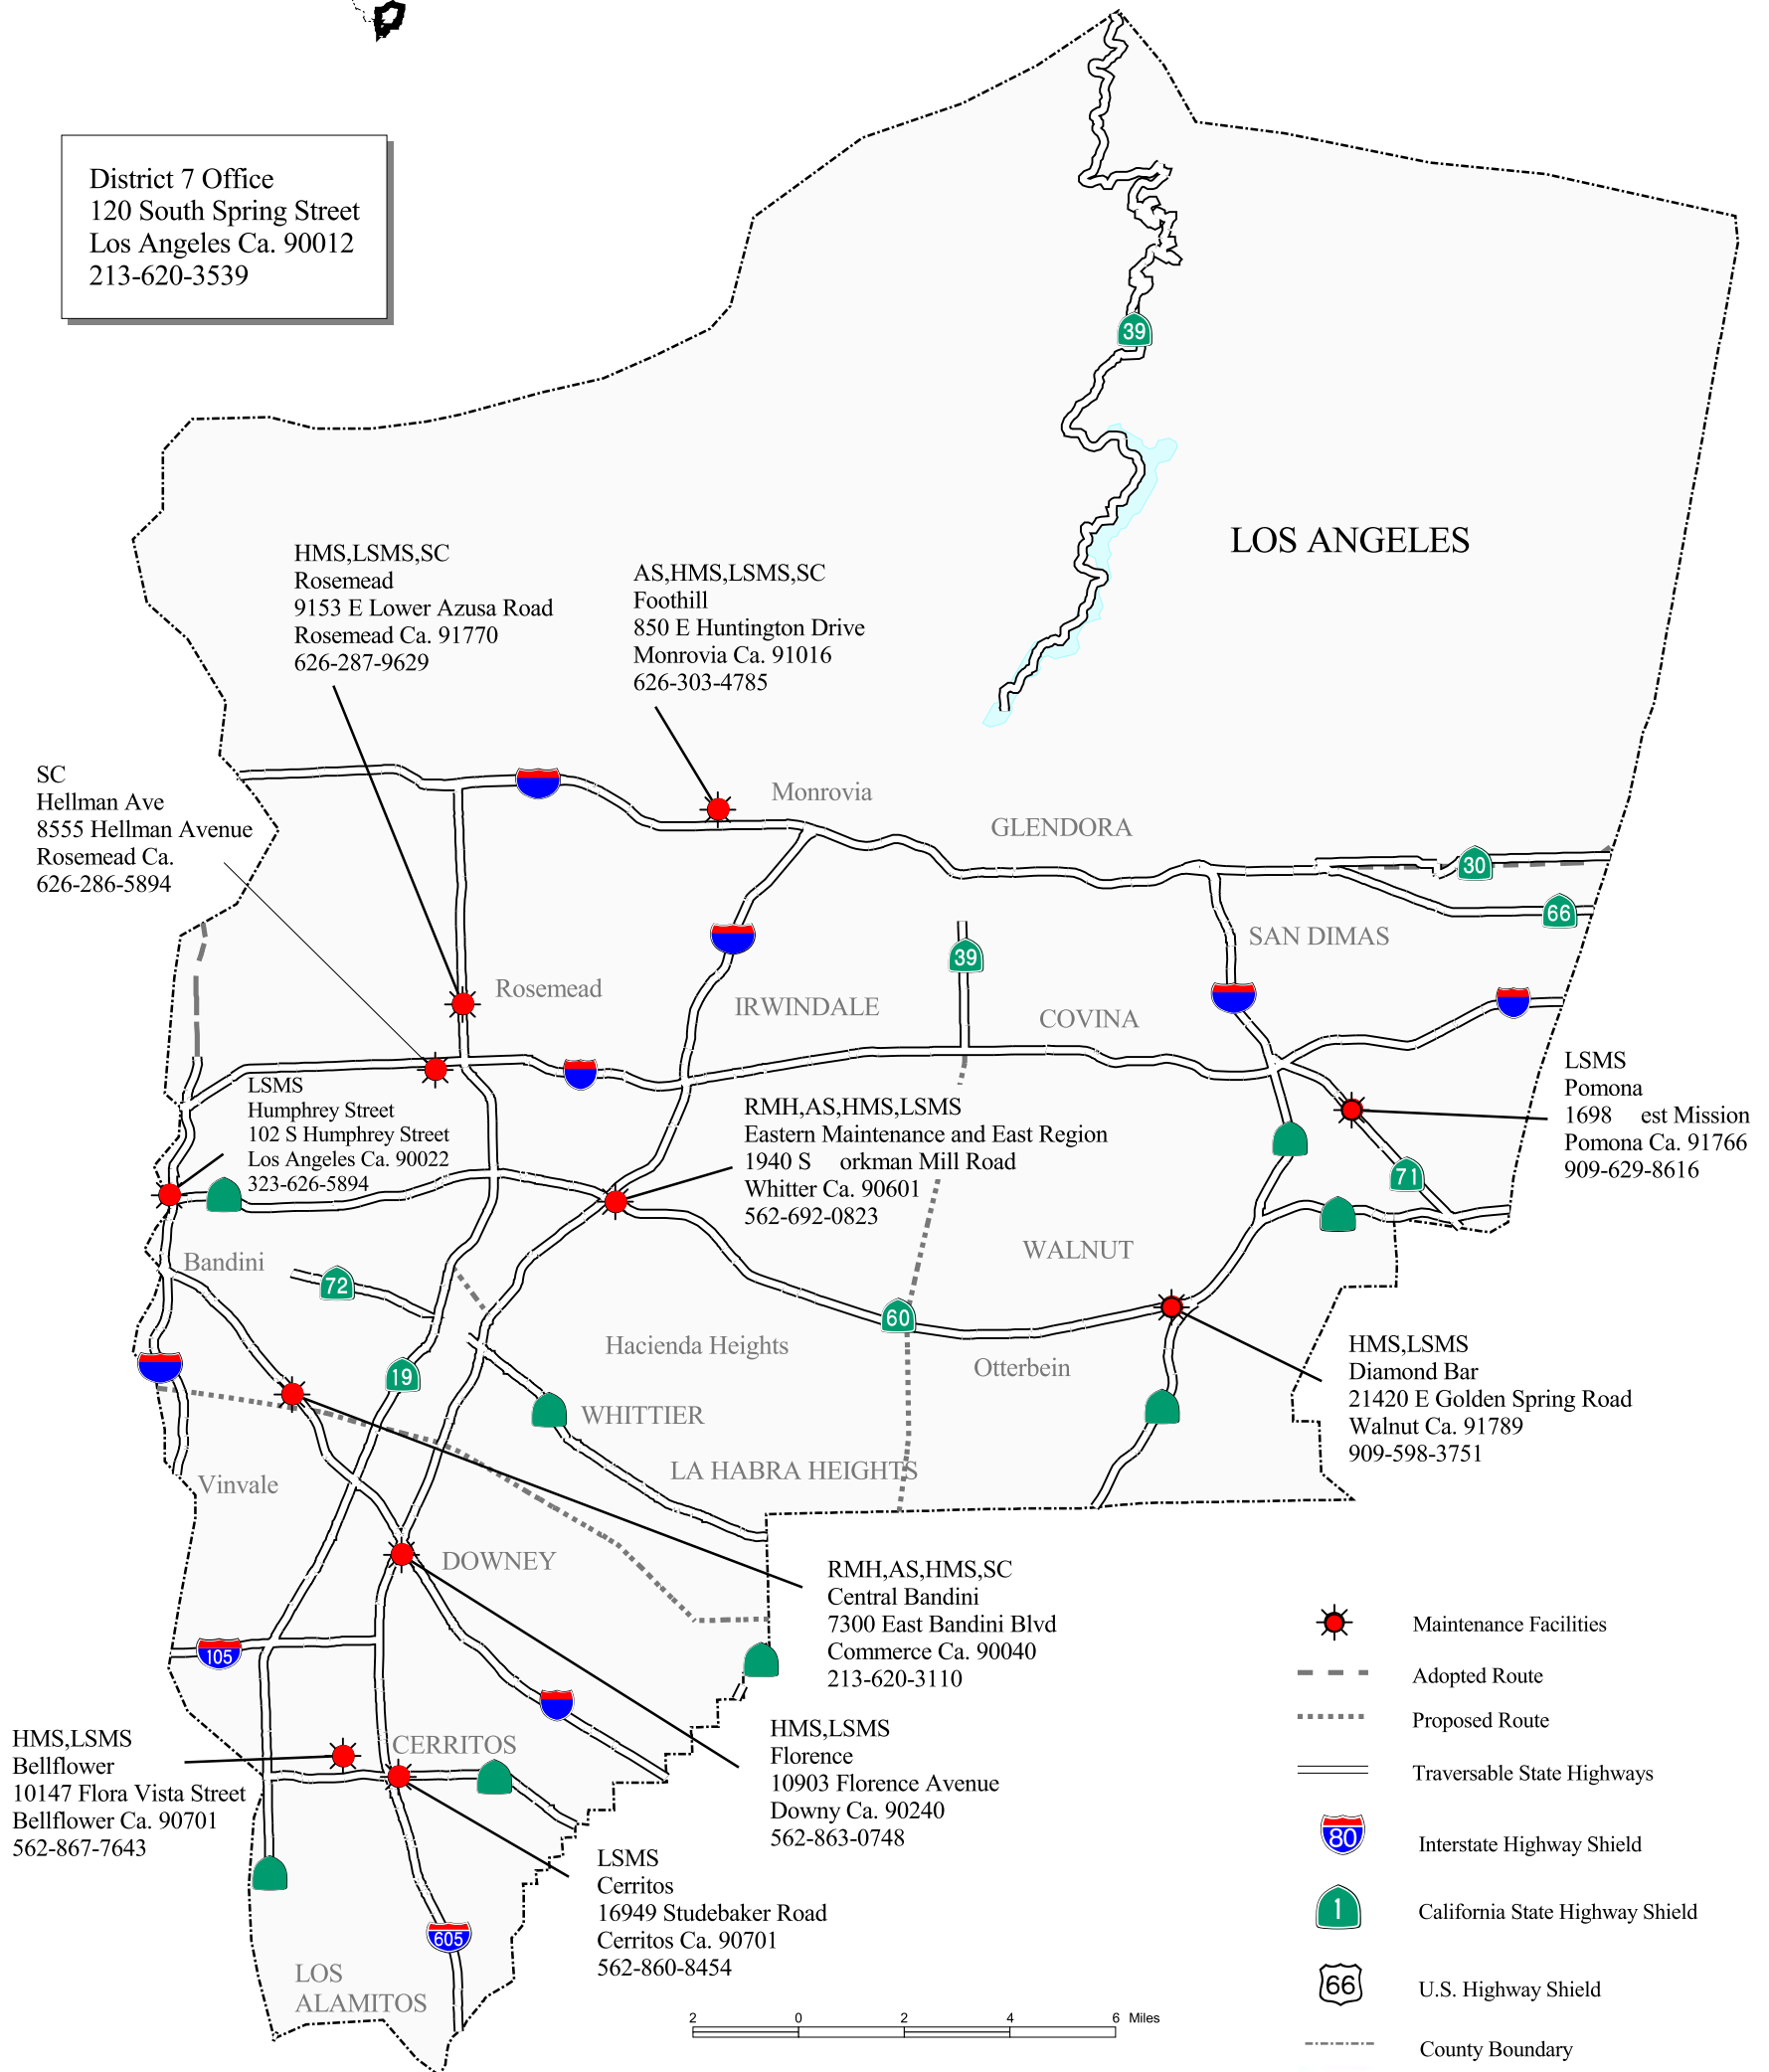 District 7 Office
120 South Spring Street
Los Angeles Ca. 90012
213-620-3539
39
LOS ANGELES
HMS,LSMS,SC
Rosemead
9153 E Lower Azusa Road
Rosemead Ca. 91770
626-287-9629
AS,HMS,LSMS,SC
Foothill
850 E Huntington Drive
Monrovia Ca. 91016
626-303-4785
SC
Hellman Ave
8555 Hellman Avenue
Rosemead Ca.
626-286-5894
Monrovia
GLENDORA
30
66
SAN DIMAS
39
Rosemead
IRWINDALE
COVINA
LSMS
Humphrey Street
102 S Humphrey Street
Los Angeles Ca. 90022
323-626-5894
RMH,AS,HMS,LSMS
Eastern Maintenance and East Region
1940 S orkman Mill Road
Whitter Ca. 90601
562-692-0823
LSMS
Pomona
1698 est Mission
Pomona Ca. 91766
909-629-8616
71
Bandini
72
WALNUT
60
Hacienda Heights
Otterbein
19
WHITTIER
LA HABRA HEIGHTS
HMS,LSMS
Diamond Bar
21420 E Golden Spring Road
Walnut Ca. 91789
909-598-3751
Vinvale
DOWNEY
RMH,AS,HMS,SC
Central Bandini
7300 East Bandini Blvd
Commerce Ca. 90040
213-620-3110
105
HMS,LSMS
Bellflower
10147 Flora Vista Street
Bellflower Ca. 90701
562-867-7643
CERRITOS
HMS,LSMS
Florence
10903 Florence Avenue
Downy Ca. 90240
562-863-0748
LSMS
Cerritos
16949 Studebaker Road
Cerritos Ca. 90701
562-860-8454
605
LOS
ALAMITOS
2 0 2 4 6 Miles
Maintenance Facilities
Adopted Route
Proposed Route
Traversable State Highways
80 Interstate Highway Shield
1 California State Highway Shield
66 U.S. Highway Shield
County Boundary